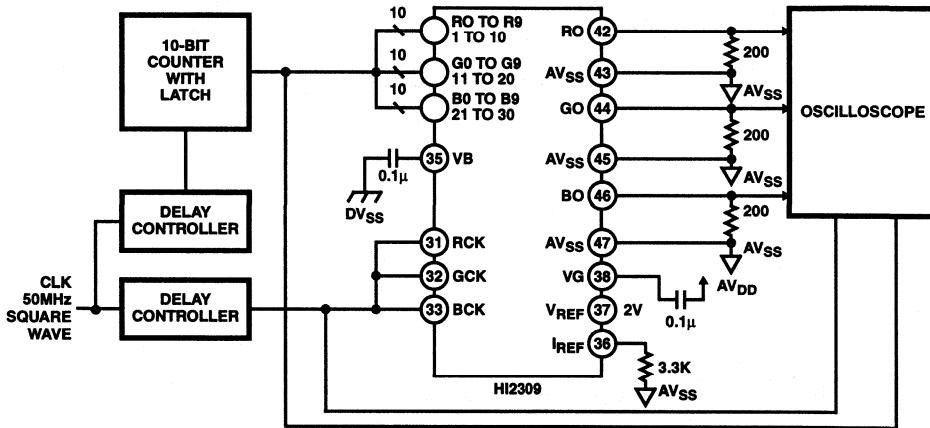 10-BIT
COUNTER
WITH
LATCH
DELAY
CONTROLLER
CLK
50MHz
SQUARE
WAVE
DELAY
CONTROLLER
10
RO TO R9
1 TO 10
10
G0 TO G9
11 TO 20
10
B0 TO B9
21 TO 30
35 VB
0.1μ
DVSS
31 RCK
32 GCK
33 BCK
RO 42
AVSS 43
GO 44
AVSS 45
BO 46
AVSS 47
VG 38
VREF 37 2V
IREF 36
HI2309
200
AVSS
200
AVSS
200
AVSS
AVDD
0.1μ
3.3K
AVSS
OSCILLOSCOPE